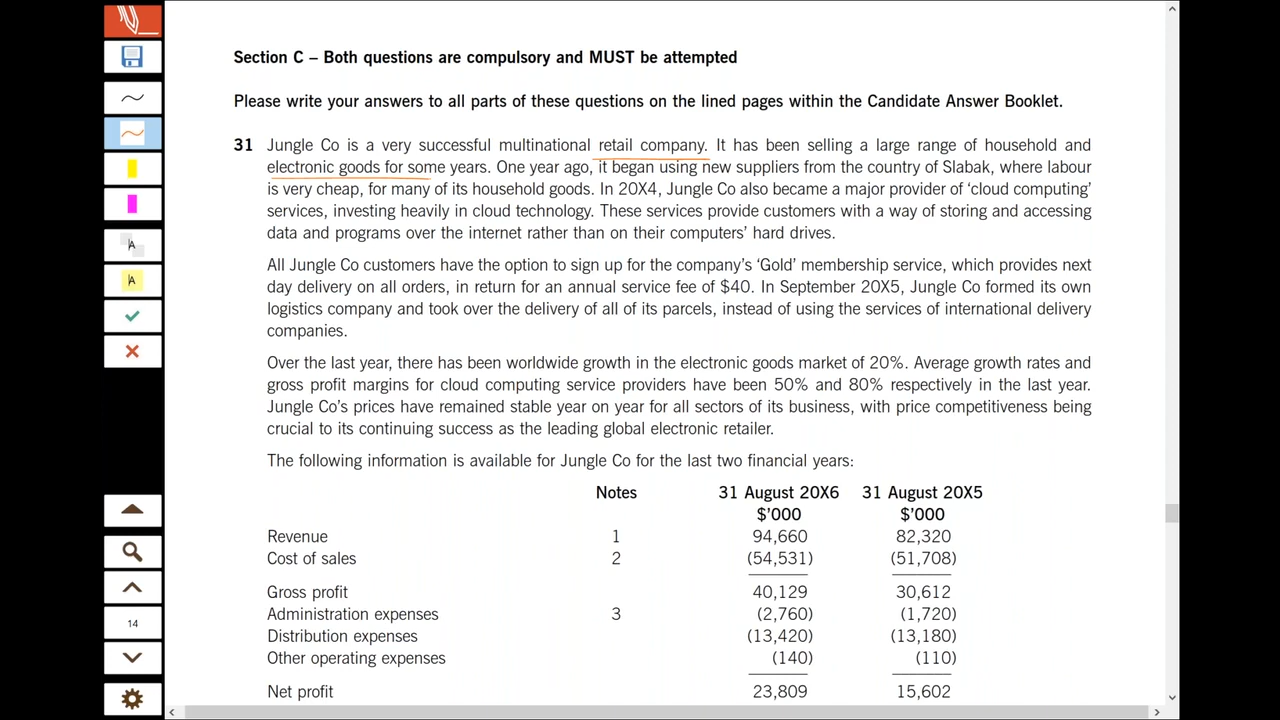 Section C – Both questions are compulsory and MUST be attempted
Please write your answers to all parts of these questions on the lined pages within the Candidate Answer Booklet.
31 Jungle Co is a very successful multinational retail company. It has been selling a large range of household and
electronic goods for some years. One year ago, it began using new suppliers from the country of Slabak, where labour
is very cheap, for many of its household goods. In 20X4, Jungle Co also became a major provider of ‘cloud computing’
services, investing heavily in cloud technology. These services provide customers with a way of storing and accessing
data and programs over the internet rather than on their computers’ hard drives.
All Jungle Co customers have the option to sign up for the company’s ‘Gold’ membership service, which provides next
day delivery on all orders, in return for an annual service fee of $40. In September 20X5, Jungle Co formed its own
logistics company and took over the delivery of all of its parcels, instead of using the services of international delivery
companies.
Over the last year, there has been worldwide growth in the electronic goods market of 20%. Average growth rates and
gross profit margins for cloud computing service providers have been 50% and 80% respectively in the last year.
Jungle Co’s prices have remained stable year on year for all sectors of its business, with price competitiveness being
crucial to its continuing success as the leading global electronic retailer.
The following information is available for Jungle Co for the last two financial years:
Notes 31 August 20X6 31 August 20X5
$’000 $’000
Revenue 1 94,660 82,320
Cost of sales 2 (54,531) (51,708)
Gross profit 40,129 30,612
Administration expenses 3 (2,760) (1,720)
Distribution expenses (13,420) (13,180)
Other operating expenses (140) (110)
Net profit 23,809 15,602
A
A
14